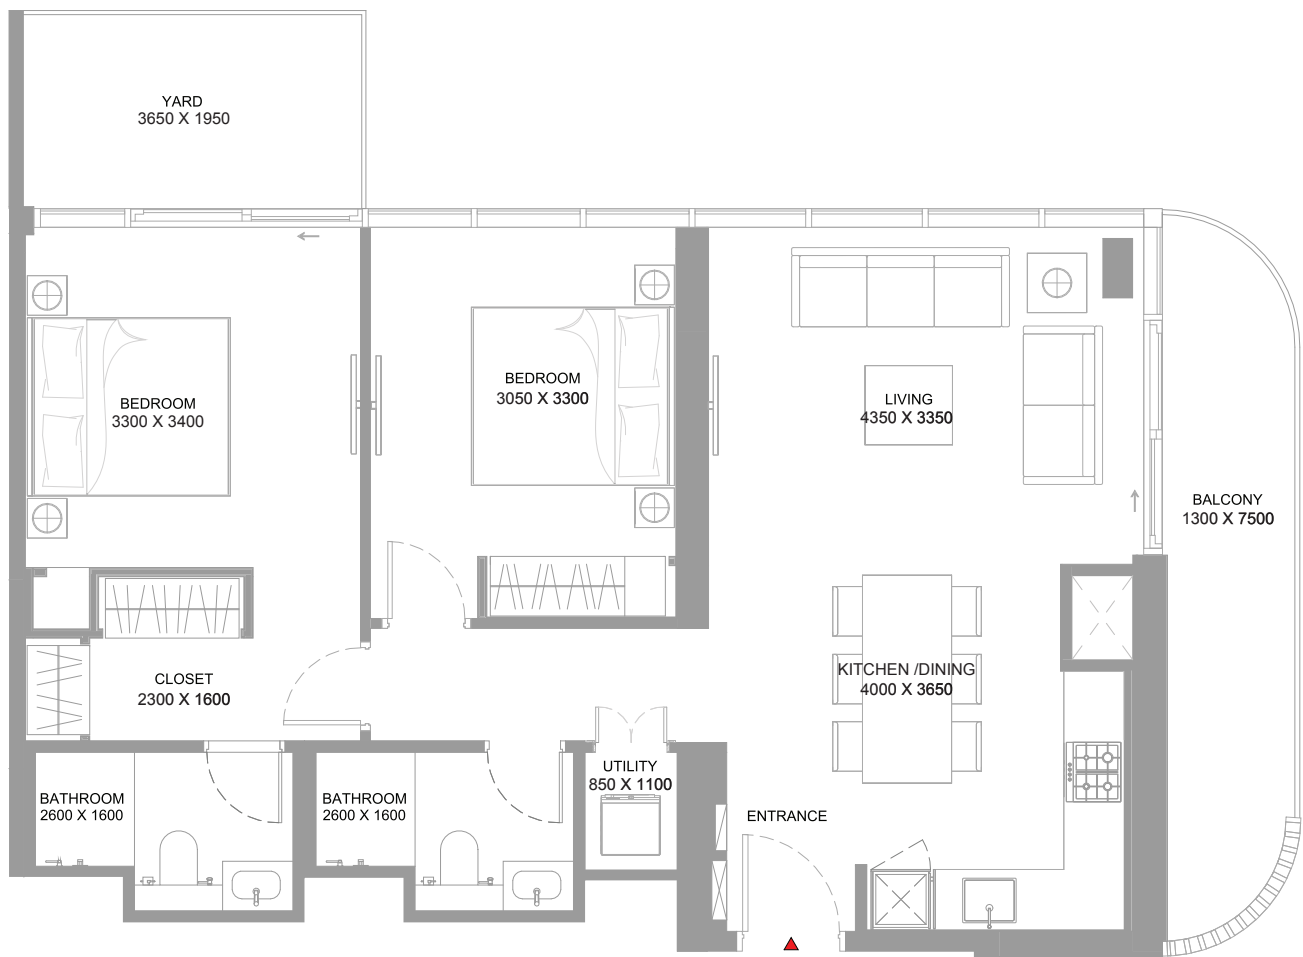 YARD
3650 X 1950
BEDROOM
3300 X 3400
BEDROOM
3050 X 3300
LIVING
4350 X 3350
BALCONY
1300 X 7500
CLOSET
2300 X 1600
KITCHEN /DINING
4000 X 3650
BATHROOM
2600 X 1600
BATHROOM
2600 X 1600
UTILITY
850 X 1100
ENTRANCE